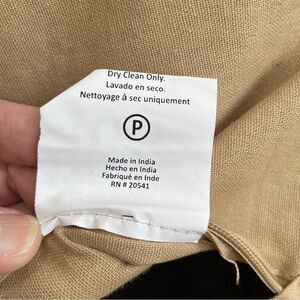 Dry Clean Only.
Lavado en seco.
Nettoyage à sec uniquement
P
Made in India
Hecho en India
Fabriqué en Inde
RN # 20541